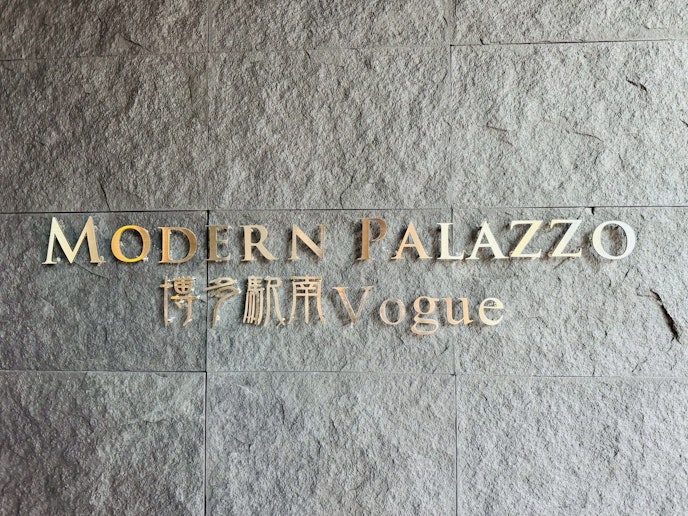 MODERN PALAZZO
博多駅南Vogue